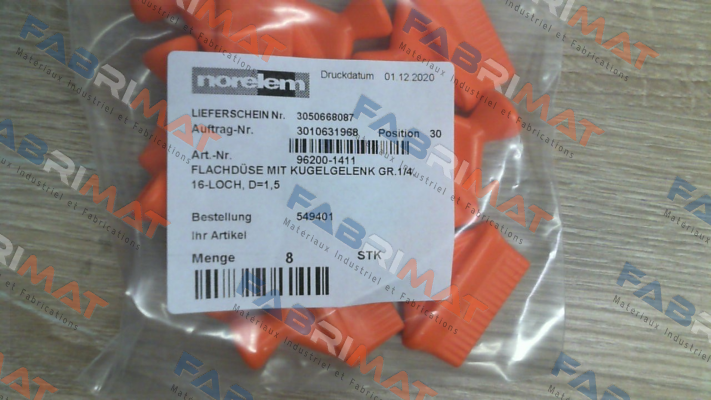 norelem
Druckdatum 01.12.2020
LIEFERSCHEIN Nr. 3050668087
Auftrag-Nr. 3010631968 Position 30
Art.-Nr. 96200-1411
FLACHDÜSE MIT KUGELGELENK GR.1/4,
16-LOCH, D=1,5
Bestellung 549401
Ihr Artikel
Menge 8 STK
FABRIMAT
Materiaux Industriel et Fabrications